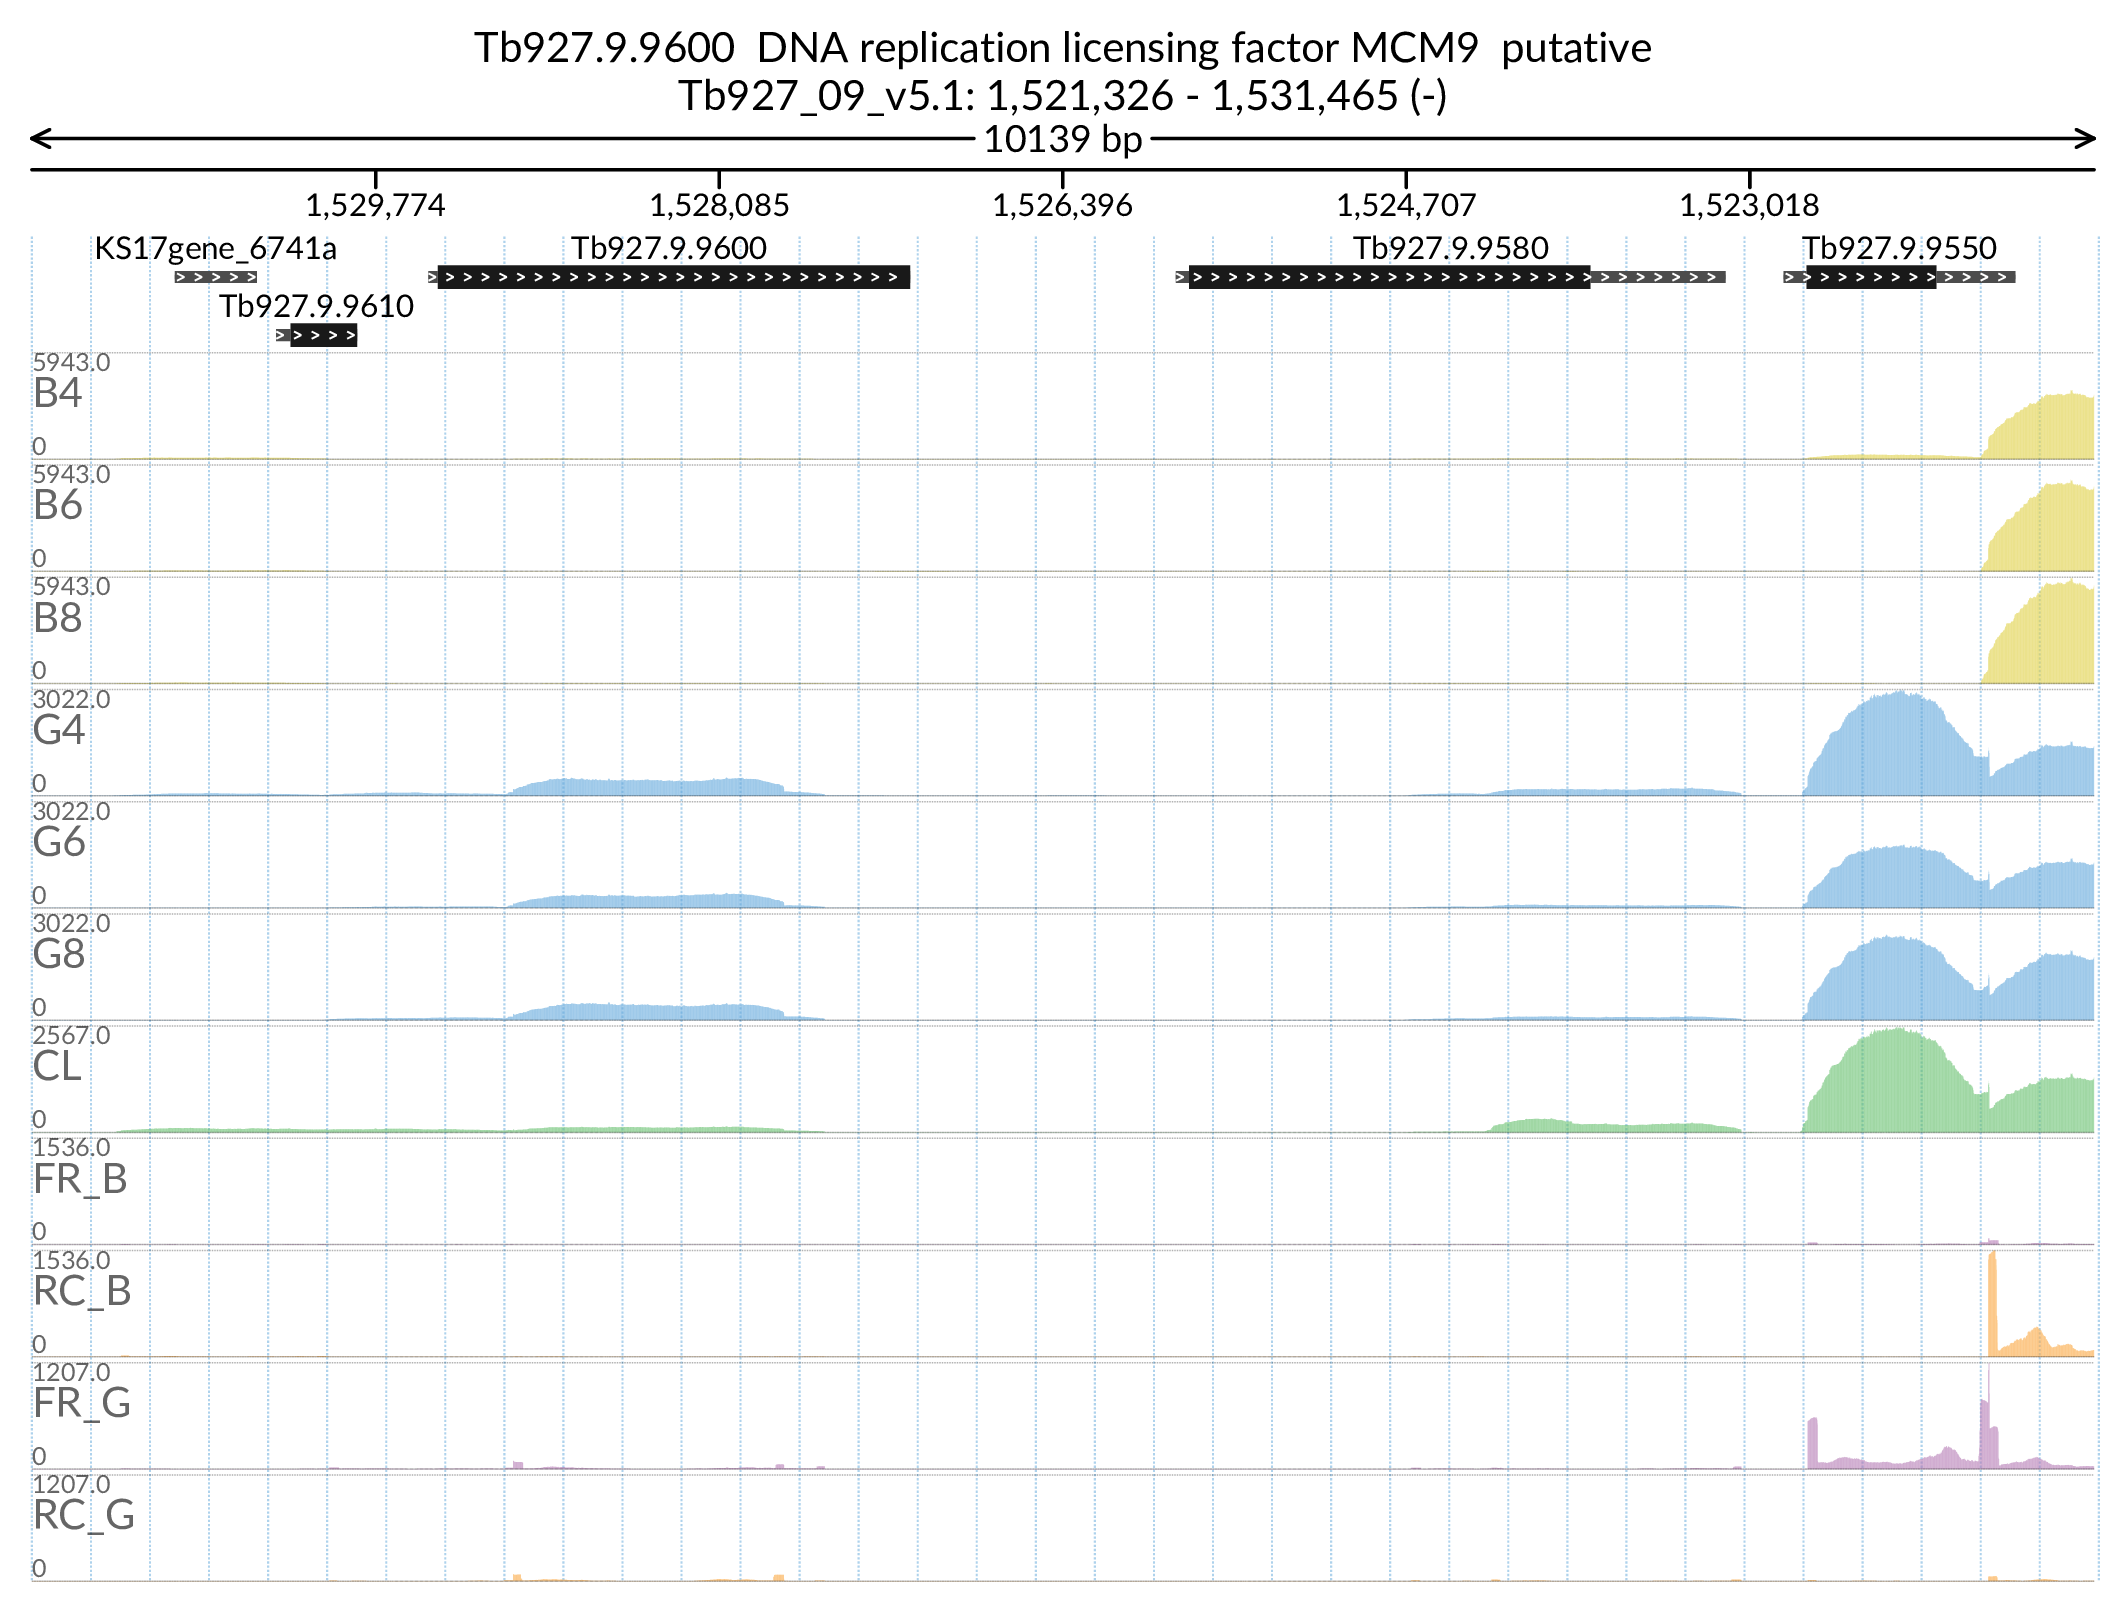 Tb927.9.9600  DNA replication licensing factor MCM9  putative
Tb927_09_v5.1: 1,521,326 - 1,531,465 (-)
10139 bp
1,529,774 1,528,085 1,526,396 1,524,707 1,523,018
KS17gene_6741a Tb927.9.9600 Tb927.9.9580 Tb927.9.9550
Tb927.9.9610
5943.0
B4
0
5943.0
B6
0
5943.0
B8
0
3022.0
G4
0
3022.0
G6
0
3022.0
G8
0
2567.0
CL
0
1536.0
FR_B
0
1536.0
RC_B
0
1207.0
FR_G
0
1207.0
RC_G
0